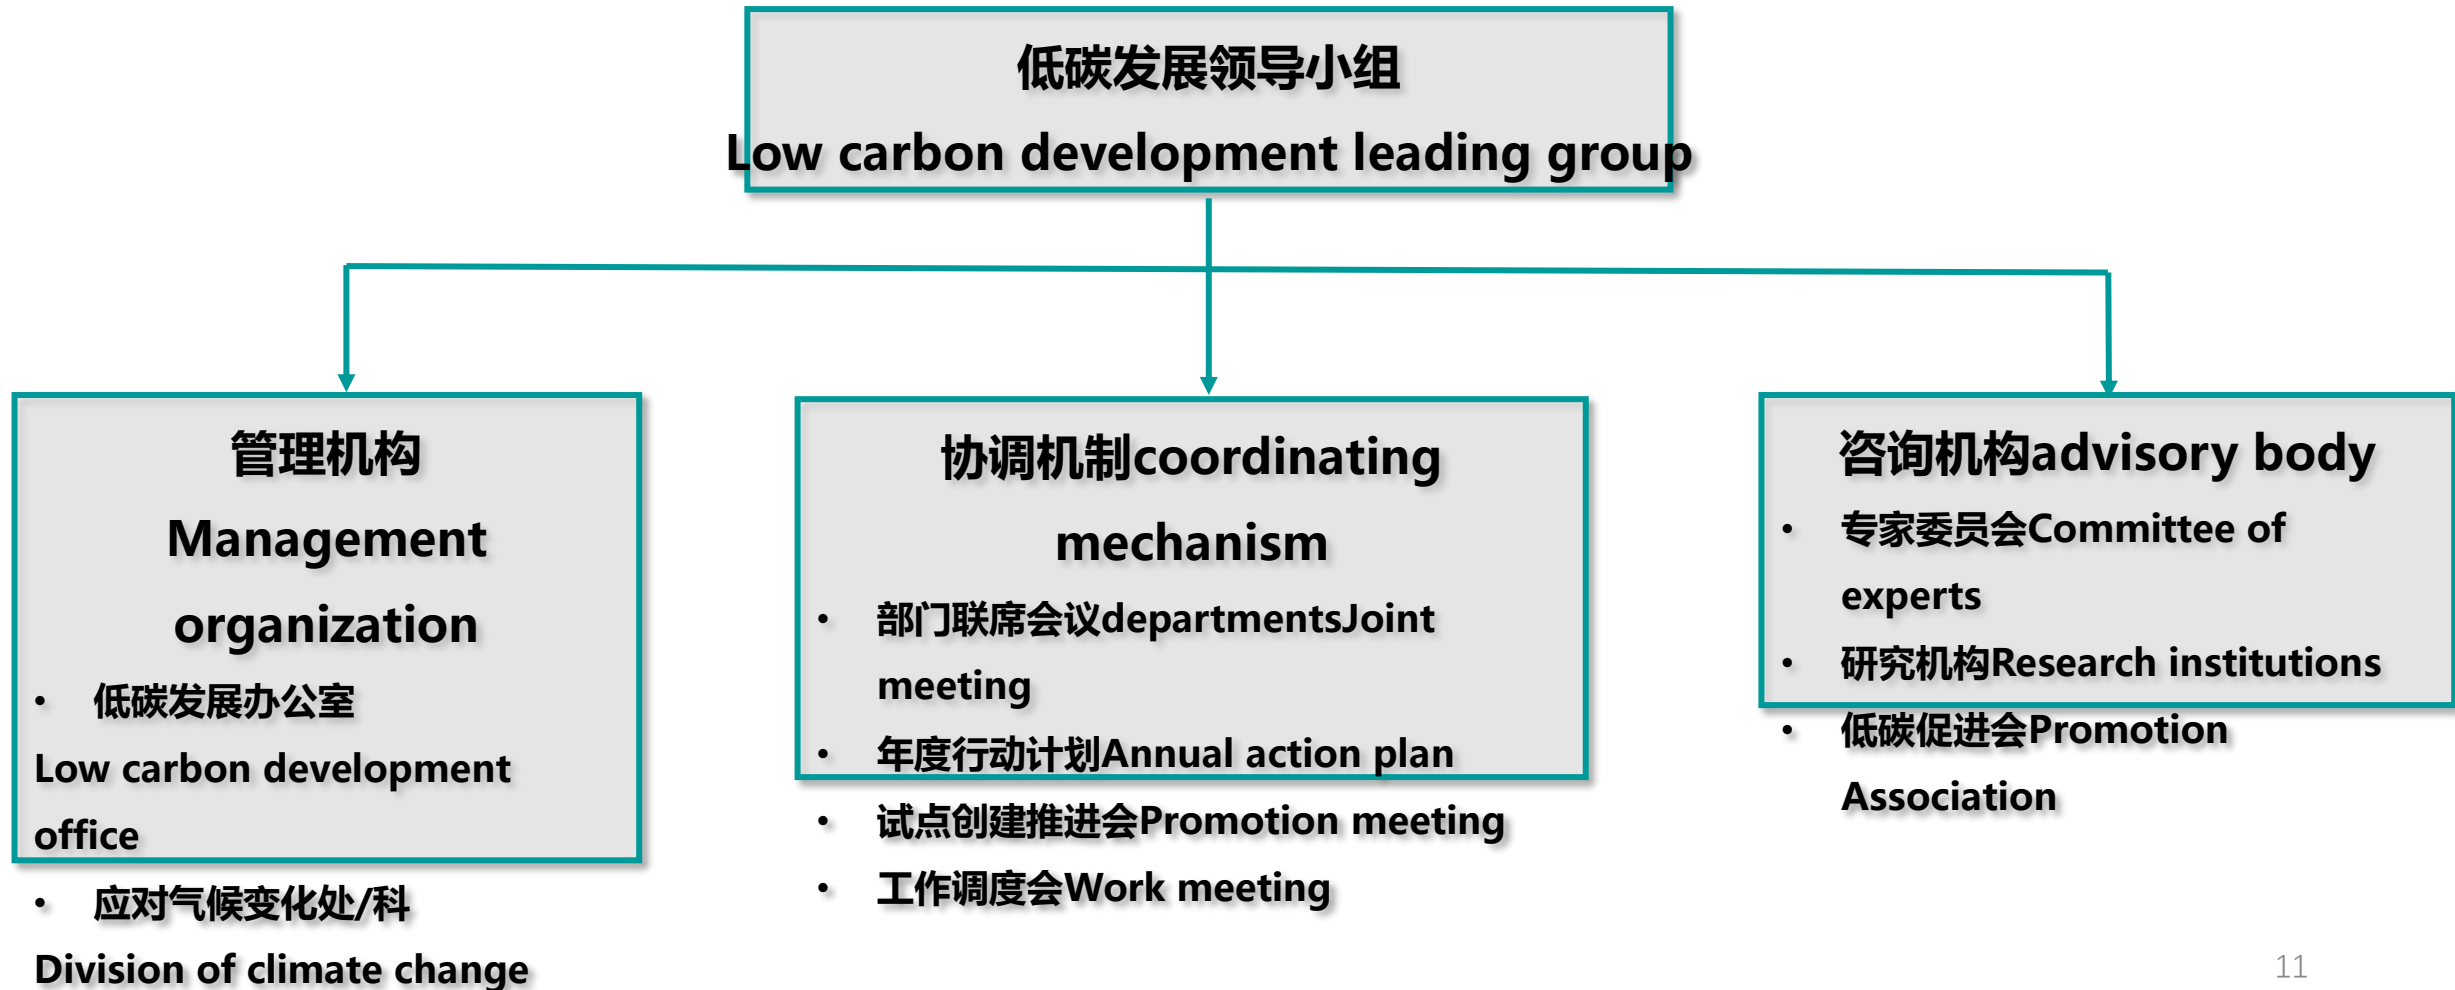 低碳发展领导小组
Low carbon development leading group
管理机构
Management
organization
• 低碳发展办公室
Low carbon development
office
• 应对气候变化处/科
Division of climate change
协调机制coordinating
mechanism
• 部门联席会议departmentsJoint
meeting
• 年度行动计划Annual action plan
• 试点创建推进会Promotion meeting
• 工作调度会Work meeting
咨询机构advisory body
• 专家委员会Committee of
experts
• 研究机构Research institutions
• 低碳促进会Promotion
Association
11